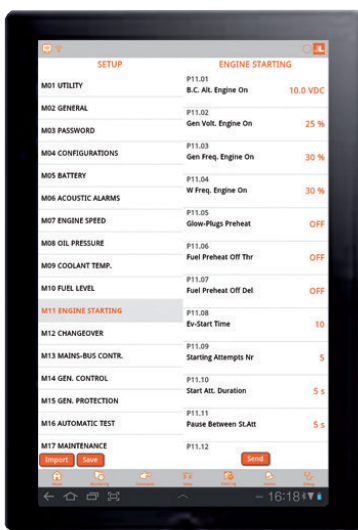 SETUP
M01 UTILITY
M02 GENERAL
M03 PASSWORD
M04 CONFIGURATIONS
M05 BATTERY
M06 ACOUSTIC ALARMS
M07 ENGINE SPEED
M08 OIL PRESSURE
M09 COOLANT TEMP.
M10 FUEL LEVEL
M11 ENGINE STARTING
M12 CHANGEOVER
M13 MAINS-BUS CONTR.
M14 GEN. CONTROL
M15 GEN. PROTECTION
M16 AUTOMATIC TEST
M17 MAINTENANCE
Import Save
ENGINE STARTING
P11.01
B.C. Alt. Engine On 10.0 VDC
P11.02
Gen Volt. Engine On 25 %
P11.03
Gen Freq. Engine On 30 %
P11.04
W Freq. Engine On 30 %
P11.05
Glow-Plugs Preheat OFF
P11.06
Fuel Preheat Off Thr OFF
P11.07
Fuel Preheat Off Del OFF
P11.08
Ev-Start Time 10
P11.09
Starting Attempts Nr 5
P11.10
Start Att. Duration 5 s
P11.11
Pause Between St.Att 5 s
P11.12
Send
16:18